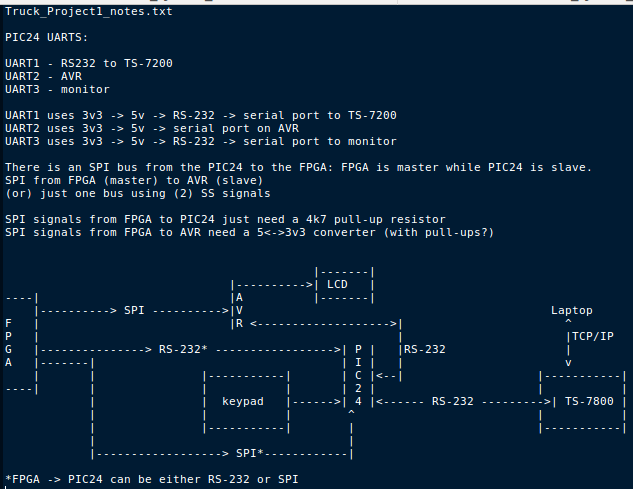 Truck_Project1_notes.txt
PIC24 UARTS:
UART1 - RS232 to TS-7200
UART2 - AVR
UART3 - monitor
UART1 uses 3v3 -> 5v -> RS-232 -> serial port to TS-7200
UART2 uses 3v3 -> 5v -> serial port on AVR
UART3 uses 3v3 -> 5v -> RS-232 -> serial port to monitor
There is an SPI bus from the PIC24 to the FPGA: FPGA is master while PIC24 is slave.
SPI from FPGA (master) to AVR (slave)
(or) just one bus using (2) SS signals
SPI signals from FPGA to PIC24 just need a 4k7 pull-up resistor
SPI signals from FPGA to AVR need a 5<->3v3 converter (with pull-ups?)
                                                |-------|
                                   |---------->| LCD   |
----|                              |A          |-------|
    |----------> SPI ---------->|V                                    Laptop
F   |                              |R <-------------------->|                        ^
P   |                                                       |                        |TCP/IP
G   |---------------> RS-232* ----------------->| P |   |RS-232                  |
A   |-------|                                        | I |   |                        v
            |               |-----------|        | C |<--|                    |-----------|
----|       |               |           |        | 2 |                        |           |
            |               |  keypad   |------>| 4 |<------ RS-232 --------->| TS-7800 |
            |               |           |          ^                          |           |
            |               |-----------|          |                          |-----------|
            |                                      |
            |-----------------> SPI*------------|
*FPGA -> PIC24 can be either RS-232 or SPI